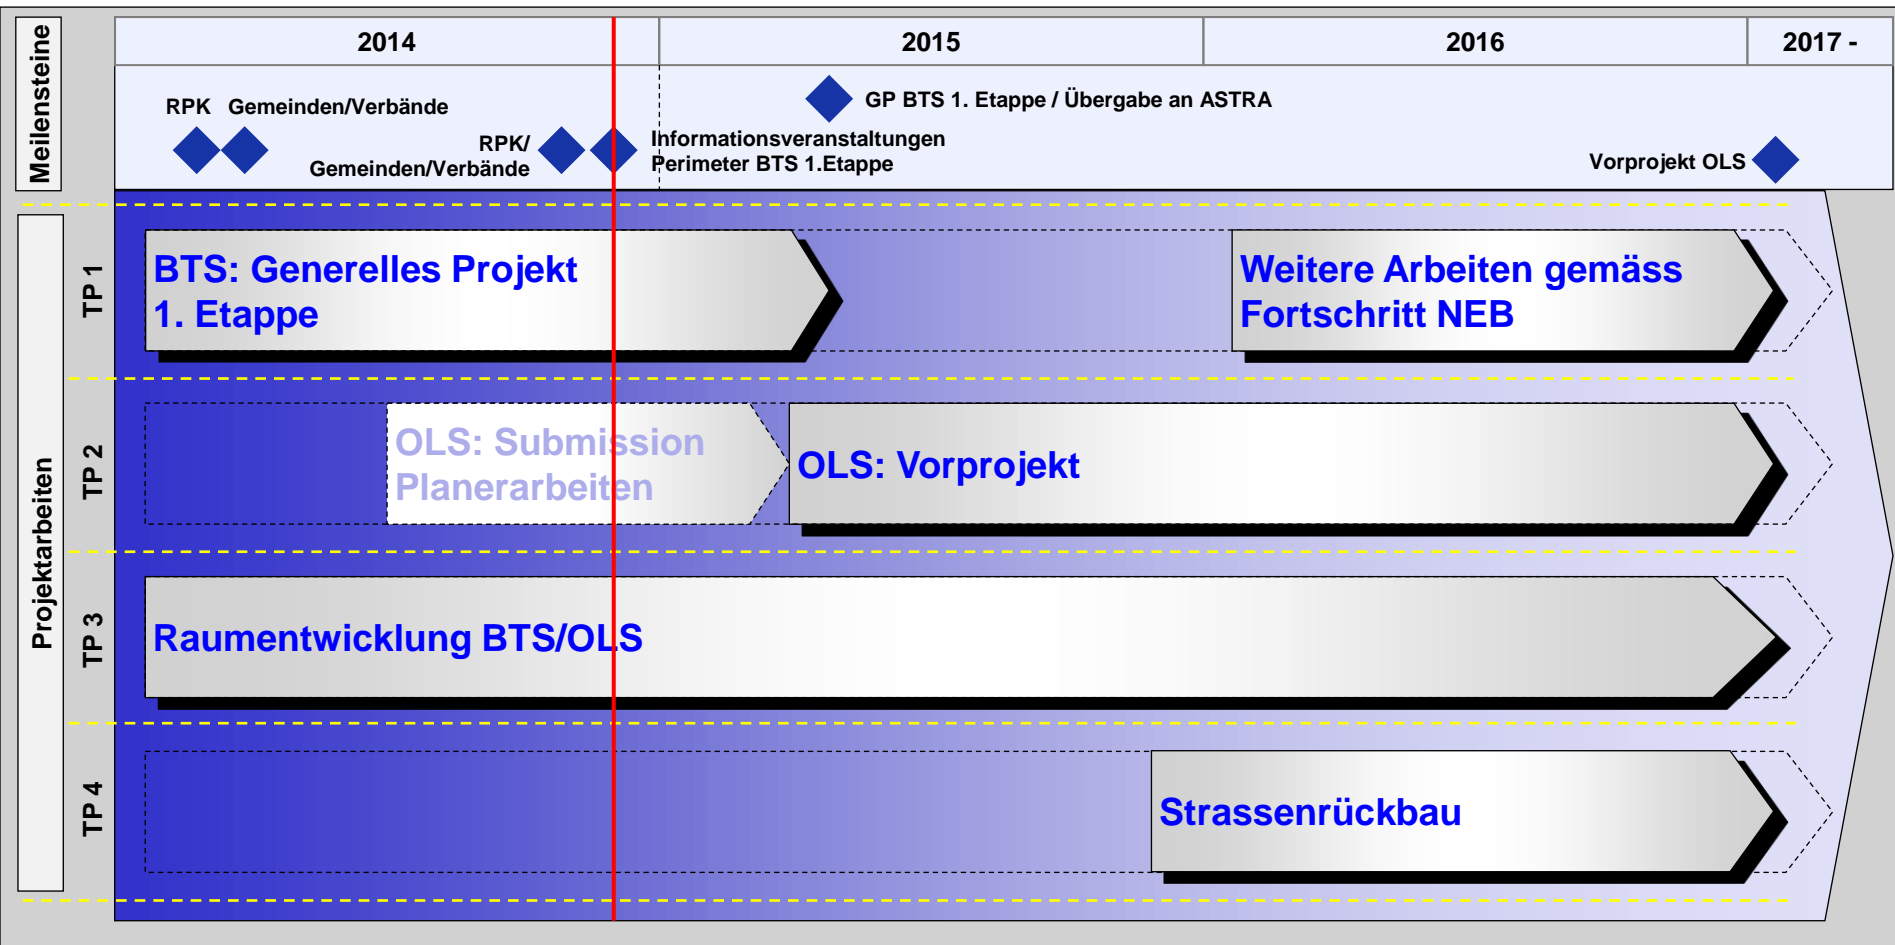 Meilensteine
2014
2015
2016
2017 -
RPK
Gemeinden/Verbände
GP BTS 1. Etappe / Übergabe an ASTRA
RPK/
Gemeinden/Verbände
Informationsveranstaltungen
Perimeter BTS 1.Etappe
Vorprojekt OLS
Projektarbeiten
TP 1
BTS: Generelles Projekt
1. Etappe
Weitere Arbeiten gemäss
Fortschritt NEB
TP 2
OLS: Submission
Planerarbeiten
OLS: Vorprojekt
TP 3
Raumentwicklung BTS/OLS
TP 4
Strassenrückbau